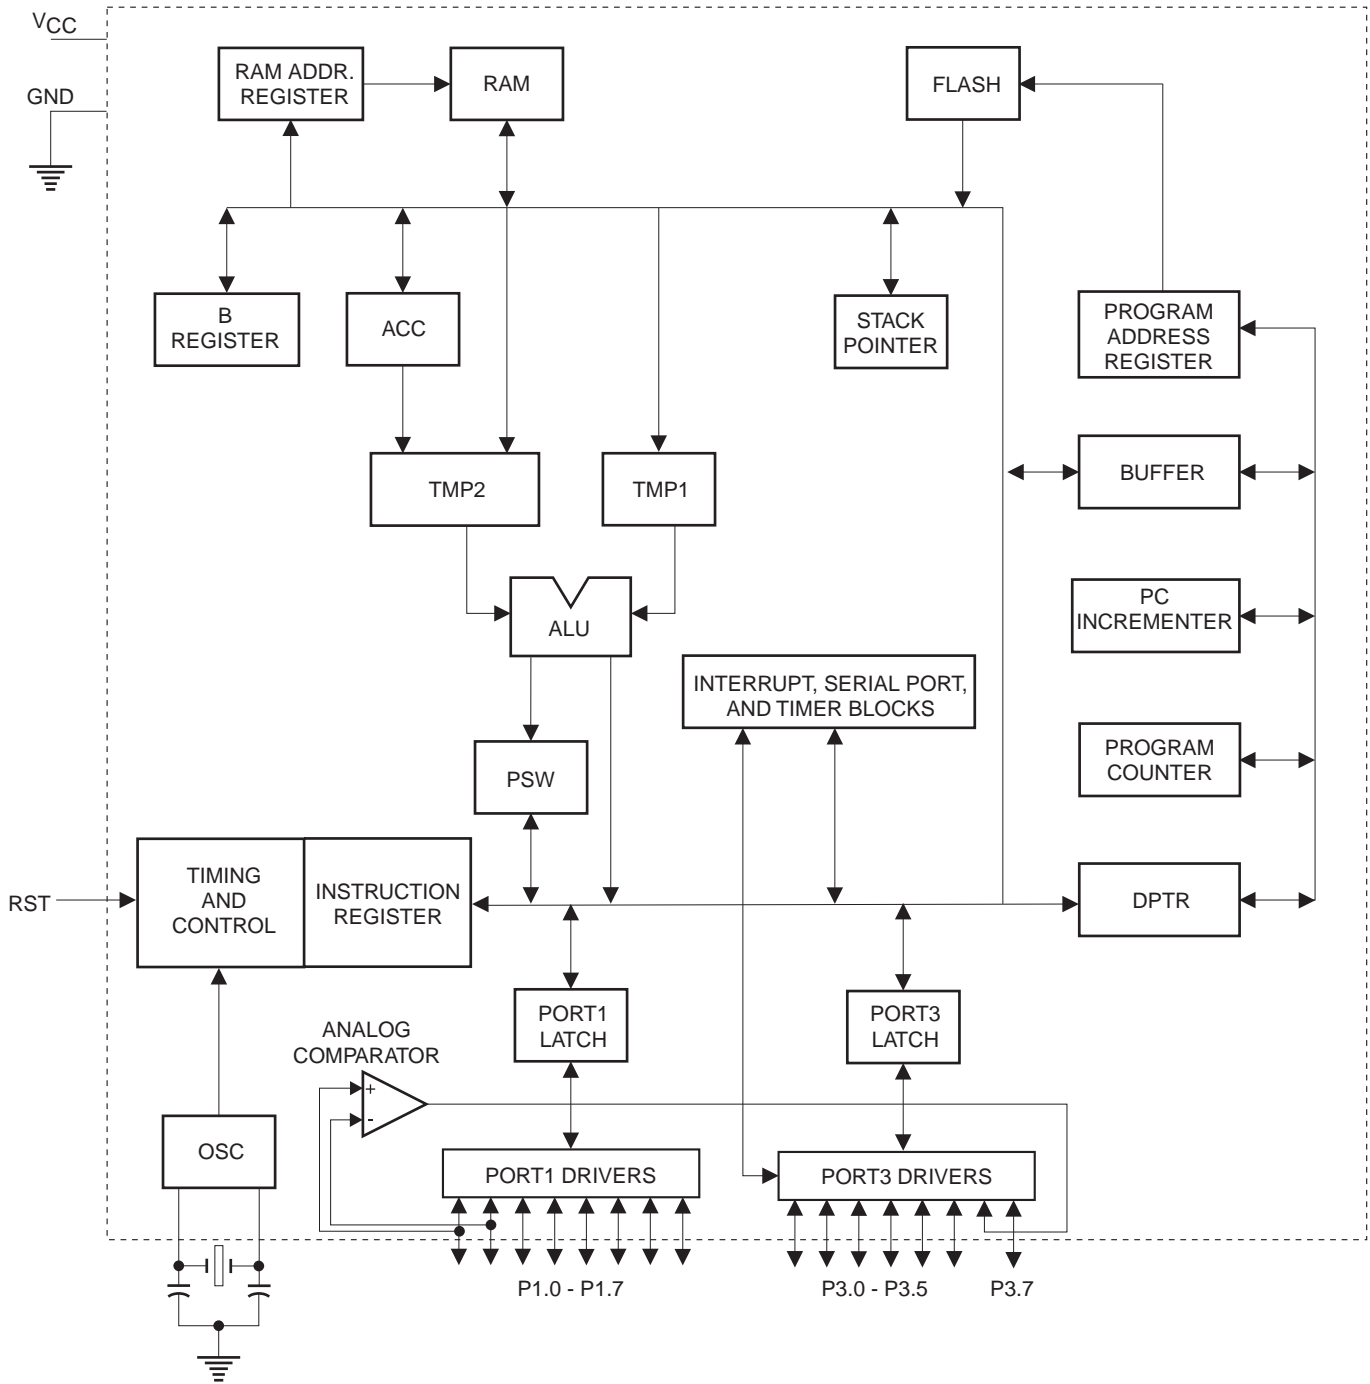 VCC
GND
RAM ADDR.
REGISTER
RAM
FLASH
B
REGISTER
ACC
STACK
POINTER
PROGRAM
ADDRESS
REGISTER
TMP2
TMP1
BUFFER
ALU
PC
INCREMENTER
INTERRUPT, SERIAL PORT,
AND TIMER BLOCKS
PSW
PROGRAM
COUNTER
RST
TIMING
AND
CONTROL
INSTRUCTION
REGISTER
DPTR
PORT1
LATCH
PORT3
LATCH
ANALOG
COMPARATOR
+
-
OSC
PORT1 DRIVERS
PORT3 DRIVERS
P1.0 - P1.7
P3.0 - P3.5
P3.7